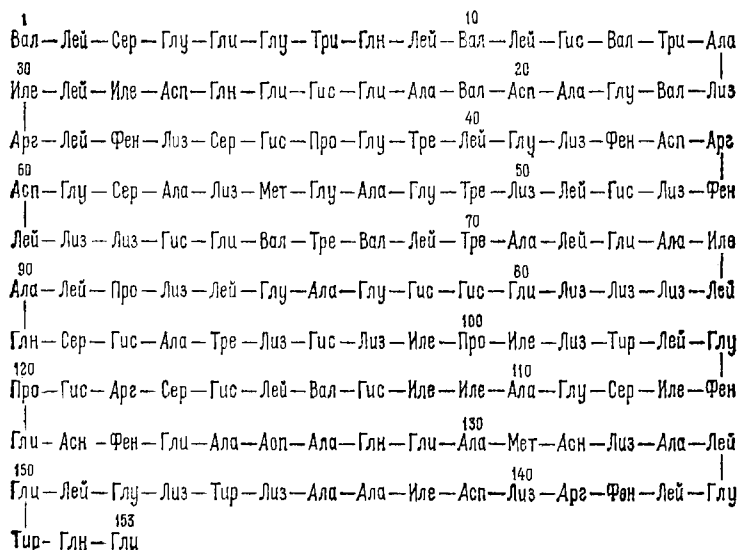 1 10
Вал—Лей—Сер—Глу—Гли—Глу—Три—Глн—Лей—Вал—Лей—Гис—Вал—Три—Ала
30 20
Иле—Лей—Иле—Асп—Глн—Гли—Гис—Гли—Ала—Вал—Асп—Ала—Глу—Вал—Лиз
40
Арг—Лей—Фен—Лиз—Сер—Гис—Про—Глу—Тре—Лей—Глу—Лиз—Фен—Асп—Арг
60 50
Асп—Глу—Сер—Ала—Лиз—Мет—Глу—Ала—Глу—Тре—Лиз—Лей—Гис—Лиз—Фен
70
Лей—Лиз—Лиз—Гис—Гли—Вал—Тре—Вал—Лей—Тре—Ала—Лей—Гли—Ала—Иле
90 80
Ала—Лей—Про—Лиз—Лей—Глу—Ала—Глу—Гис—Гис—Гли—Лиз—Лиз—Лиз—Лей
100
Глн—Сер—Гис—Ала—Тре—Лиз—Гис—Лиз—Иле—Про—Иле—Лиз—Тир—Лей—Глу
120 110
Про—Гис—Арг—Сер—Гис—Лей—Вал—Гис—Иле—Иле—Ала—Глу—Сер—Иле—Фен
130
Гли—Асн—Фен—Гли—Ала—Аоп—Ала—Глн—Гли—Ала—Мет—Асн—Лиз—Ала—Лей
150 140
Гли—Лей—Глу—Лиз—Тир—Лиз—Ала—Ала—Иле—Асп—Лиз—Арг—Фен—Лей—Глу
153
Тир—Глн—Гли